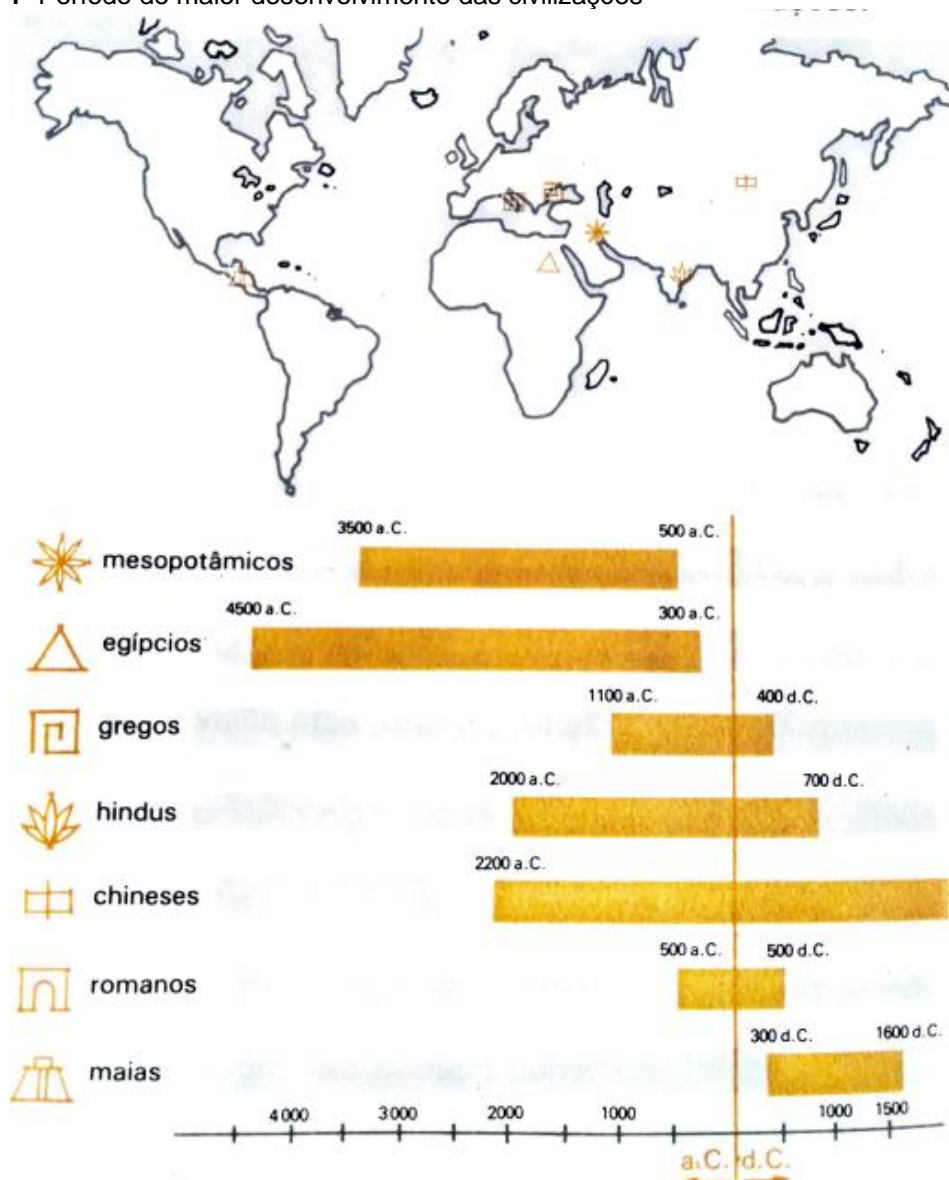 Período de maior desenvolvimento das civilizações
3500 a.C. 500 a.C.
mesopotâmicos
4500 a.C. 300 a.C.
egípcios
1100 a.C. 400 d.C.
gregos
2000 a.C. 700 d.C.
hindus
2200 a.C.
chineses
500 a.C. 500 d.C.
romanos
300 d.C. 1600 d.C.
maias
4000 3000 2000 1000 1000 1500
a.C. d.C.